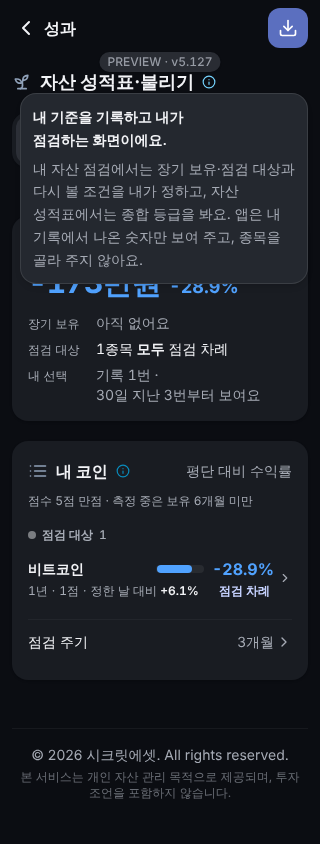 성과
PREVIEW · v5.127
자산 성적표·불리기
내 기준을 기록하고 내가
점검하는 화면이에요.
내 자산 점검에서는 장기 보유·점검 대상과
다시 볼 조건을 내가 정하고, 자산
성적표에서는 종합 등급을 봐요. 앱은 내
기록에서 나온 숫자만 보여 주고, 종목을
골라 주지 않아요.
-173만원 -28.9%
장기 보유 아직 없어요
점검 대상 1종목 모두 점검 차례
내 선택 기록 1번 ·
30일 지난 3번부터 보여요
내 코인 평단 대비 수익률
점수 5점 만점 · 측정 중은 보유 6개월 미만
점검 대상 1
비트코인 -28.9%
1년 · 1점 · 정한 날 대비 +6.1% 점검 차례
점검 주기 3개월
© 2026 시크릿에셋. All rights reserved.
본 서비스는 개인 자산 관리 목적으로 제공되며, 투자
조언을 포함하지 않습니다.